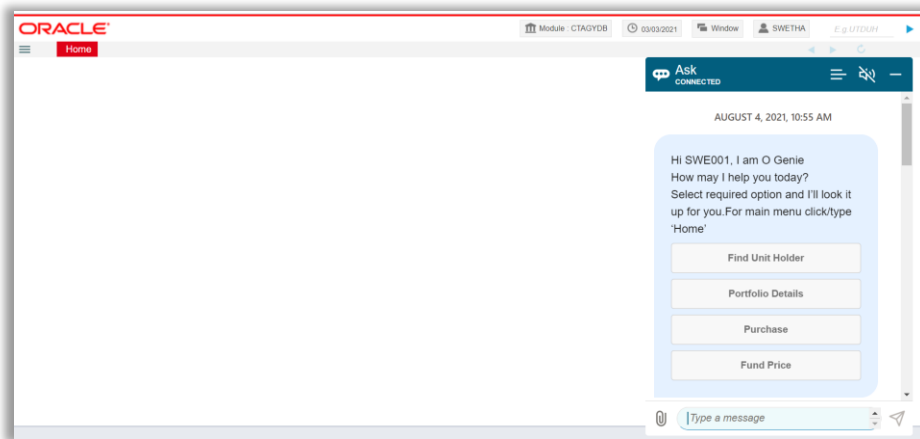 ORACLE®
Module : CTAGYDB
03/03/2021
Window
SWETHA
E.g.UTDUH
Home
Ask
CONNECTED
AUGUST 4, 2021, 10:55 AM
Hi SWE001, I am O Genie
How may I help you today?
Select required option and I'll look it
up for you.For main menu click/type
'Home'
Find Unit Holder
Portfolio Details
Purchase
Fund Price
Type a message